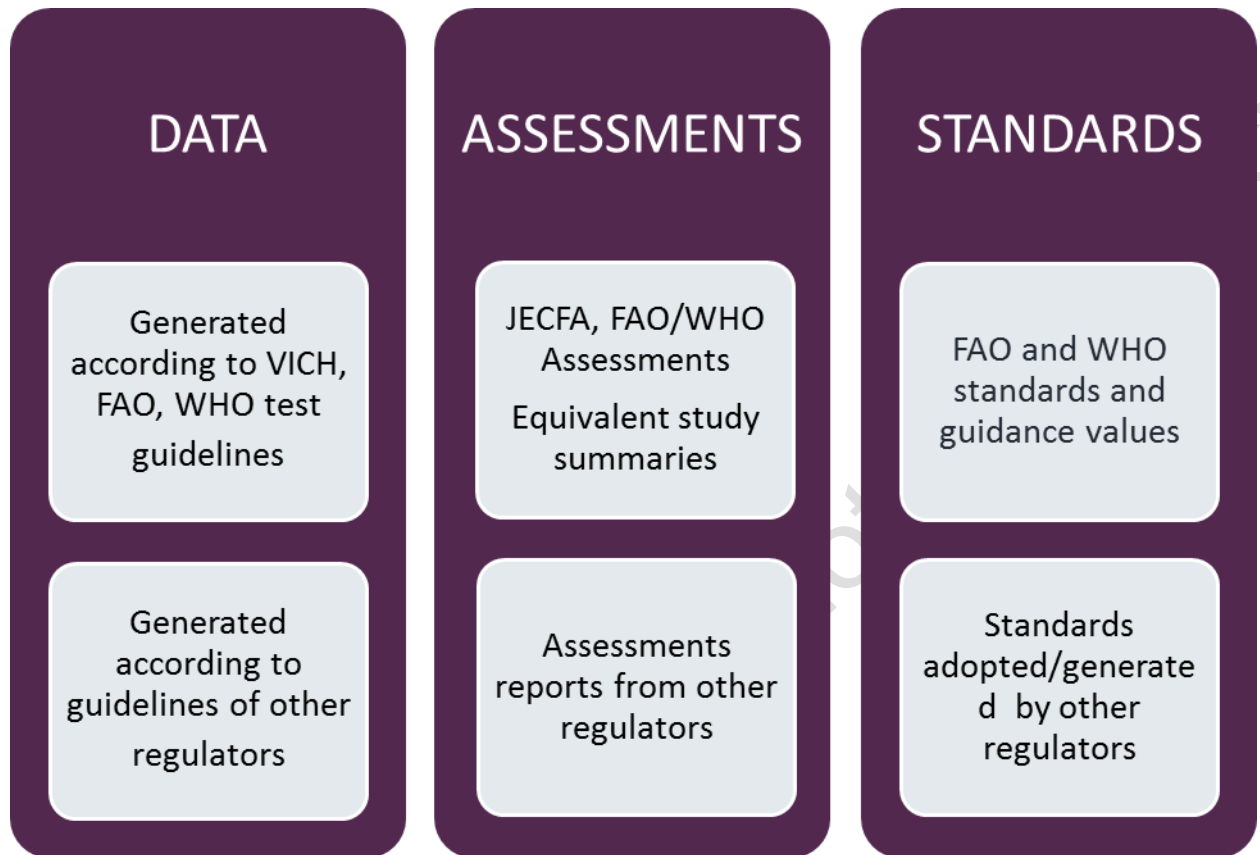 DATA
Generated
according to VICH,
FAO, WHO test
guidelines
Generated
according to
guidelines of other
regulators
ASSESSMENTS
JECFA, FAO/WHO
Assessments
Equivalent study
summaries
Assessments
reports from other
regulators
STANDARDS
FAO and WHO
standards and
guidance values
Standards
adopted/generate
d by other
regulators